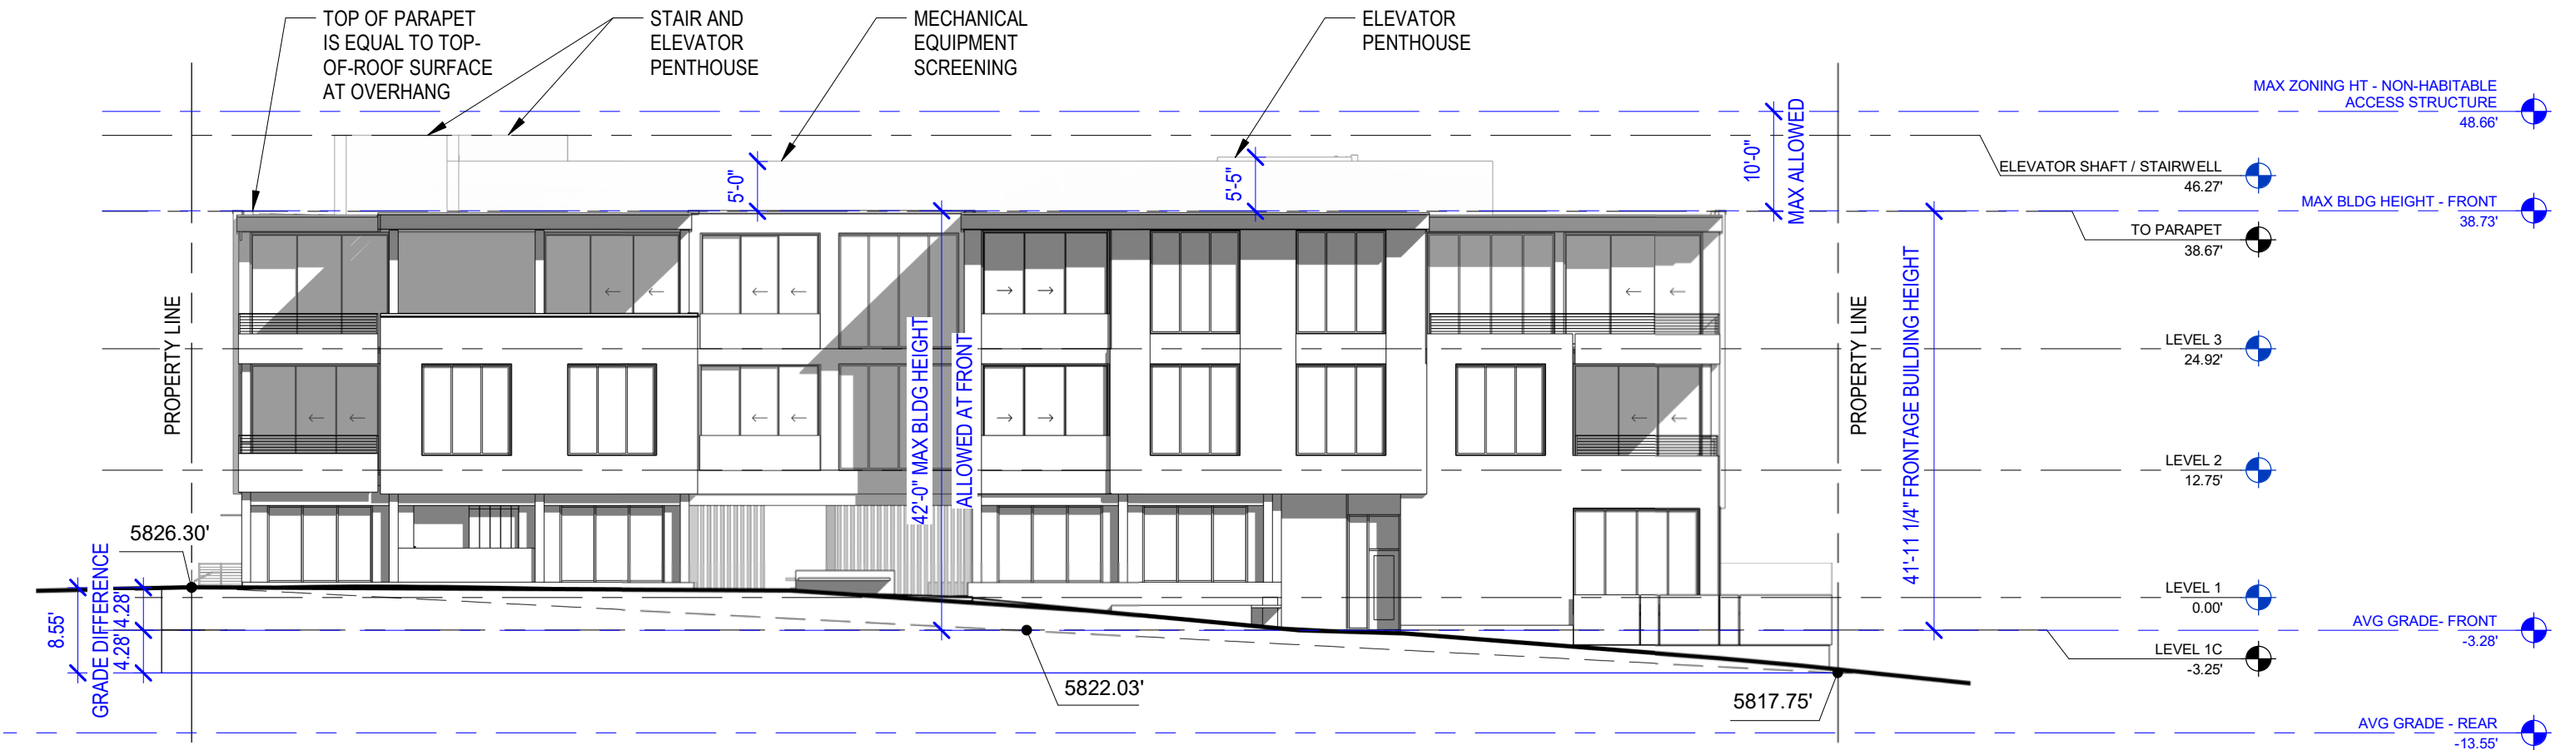 TOP OF PARAPET
IS EQUAL TO TOP-
OF-ROOF SURFACE
AT OVERHANG
STAIR AND
ELEVATOR
PENTHOUSE
MECHANICAL
EQUIPMENT
SCREENING
ELEVATOR
PENTHOUSE
MAX ZONING HT - NON-HABITABLE
ACCESS STRUCTURE
48.66'
ELEVATOR SHAFT / STAIRWELL
46.27'
MAX BLDG HEIGHT - FRONT
38.73'
TO PARAPET
38.67'
LEVEL 3
24.92'
LEVEL 2
12.75'
LEVEL 1
0.00'
AVG GRADE- FRONT
-3.28'
LEVEL 1C
-3.25'
AVG GRADE - REAR
-13.55'
5'-0"
5'-5"
10'-0"
MAX ALLOWED
PROPERTY LINE
42'-0" MAX BLDG HEIGHT
ALLOWED AT FRONT
PROPERTY LINE
41'-11 1/4" FRONTAGE BUILDING HEIGHT
5826.30'
8.55'
GRADE DIFFERENCE
4.28'
4.28'
5822.03'
5817.75'